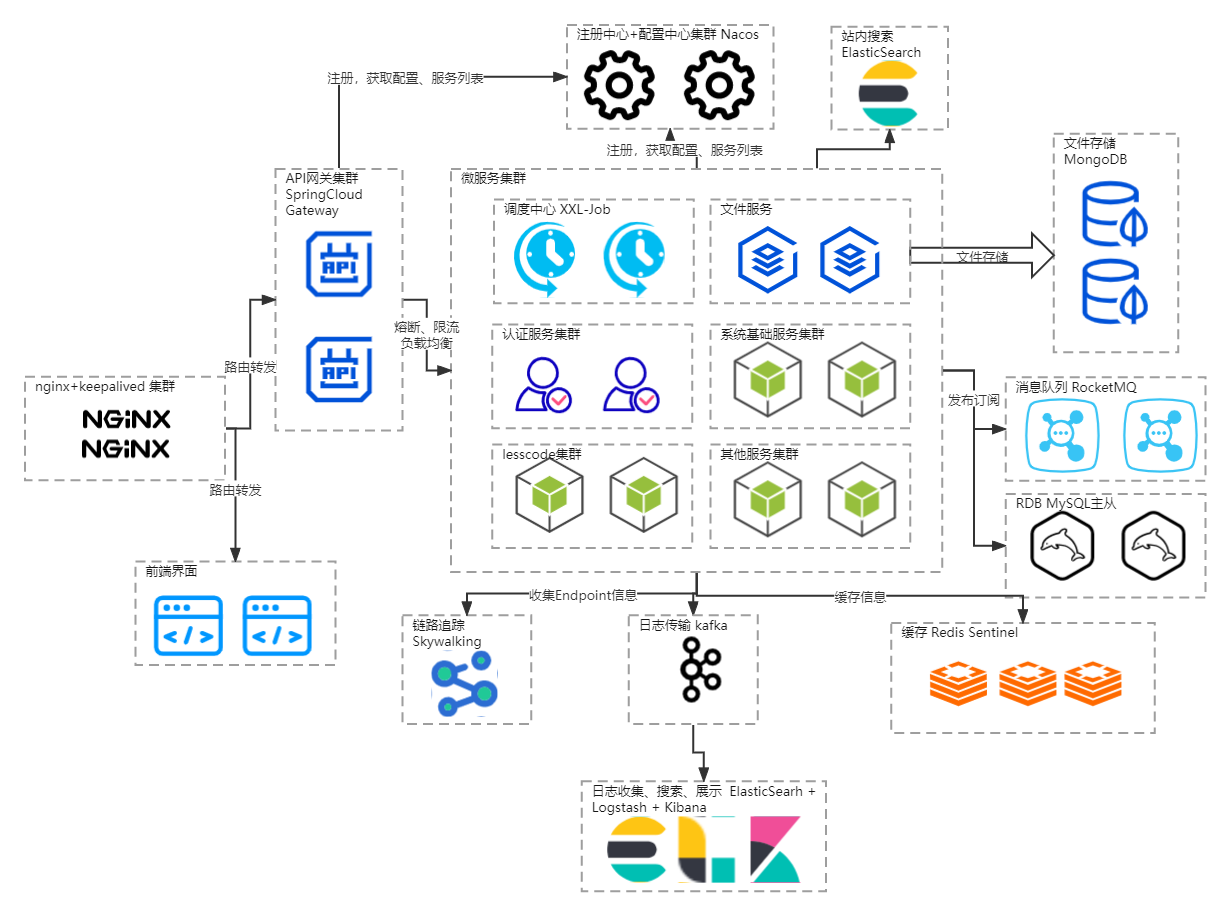 注册中心+配置中心集群 Nacos
站内搜索
ElasticSearch
注册，获取配置、服务列表
注册，获取配置、服务列表
文件存储
MongoDB
API网关集群
SpringCloud
Gateway
API
API
微服务集群
调度中心 XXL-Job
文件服务
文件存储
熔断、限流
负载均衡
认证服务集群
系统基础服务集群
路由转发
nginx+keepalived 集群
NGiNX
NGiNX
消息队列 RocketMQ
发布订阅
lesscode集群
其他服务集群
路由转发
RDB MySQL主从
前端界面
收集Endpoint信息
缓存信息
链路追踪
Skywalking
日志传输 kafka
缓存 Redis Sentinel
日志收集、搜索、展示 ElasticSearh +
Logstash + Kibana